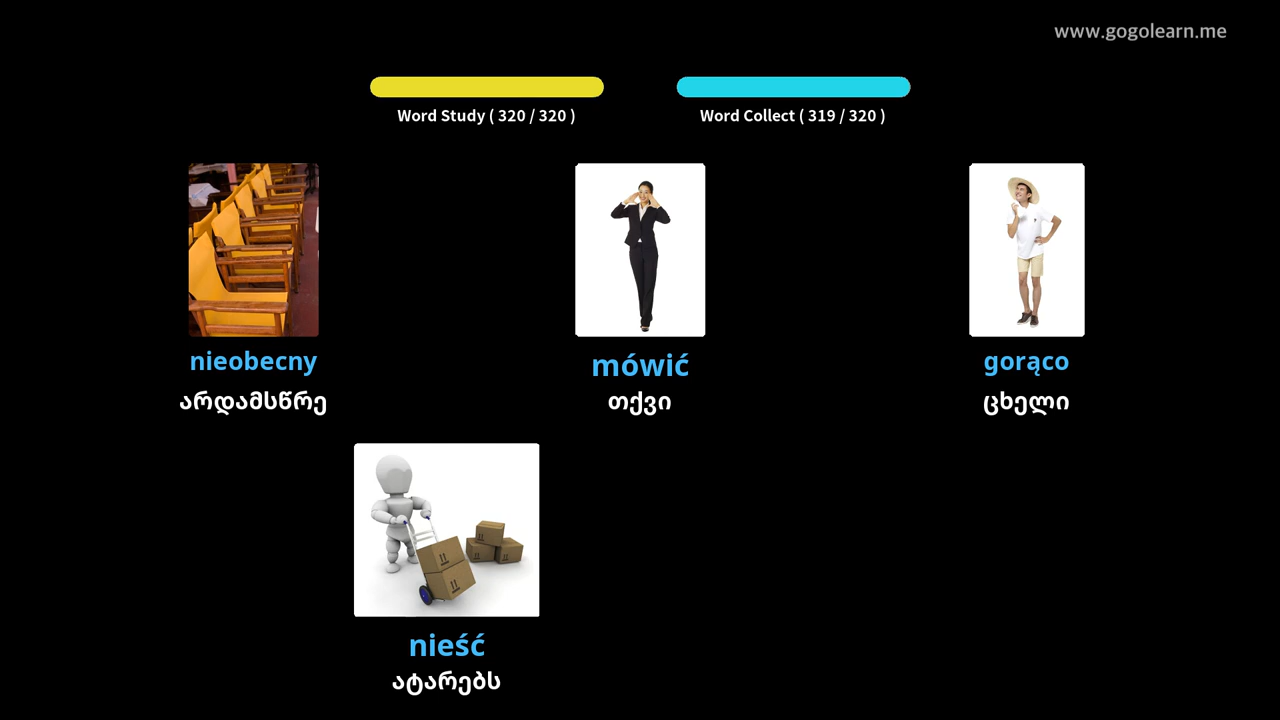 www.gogolearn.me
Word Study ( 320 / 320 )
Word Collect ( 319 / 320 )
nieobecny
არდამსწრე
mówić
თქვი
gorąco
ცხელი
nieść
ატარებს